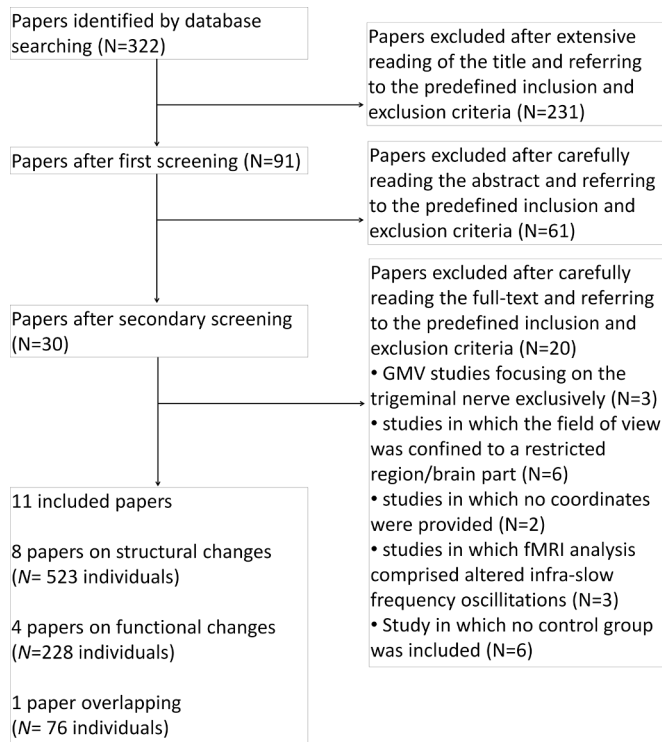 Papers identified by database
searching (N=322)
Papers excluded after extensive
reading of the title and referring
to the predefined inclusion and
exclusion criteria (N=231)
Papers after first screening (N=91)
Papers excluded after carefully
reading the abstract and referring
to the predefined inclusion and
exclusion criteria (N=61)
Papers after secondary screening
(N=30)
Papers excluded after carefully
reading the full-text and referring
to the predefined inclusion and
exclusion criteria (N=20)
• GMV studies focusing on the
trigeminal nerve exclusively (N=3)
• studies in which the field of view
was confined to a restricted
region/brain part (N=6)
• studies in which no coordinates
were provided (N=2)
• studies in which fMRI analysis
comprised altered infra-slow
frequency oscillitations (N=3)
• Study in which no control group
was included (N=6)
11 included papers
8 papers on structural changes
(N= 523 individuals)
4 papers on functional changes
(N=228 individuals)
1 paper overlapping
(N= 76 individuals)